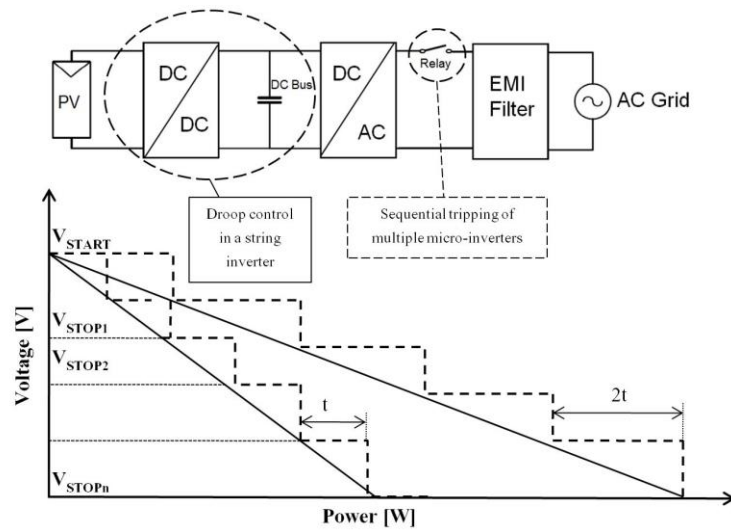 PV
DC
DC
DC Bus
DC
AC
Relay
EMI
Filter
AC Grid
Droop control
in a string
inverter
Sequential tripping of
multiple micro-inverters
VSTART
VSTOP1
VSTOP2
VSTOPn
Voltage [V]
t
2t
Power [W]